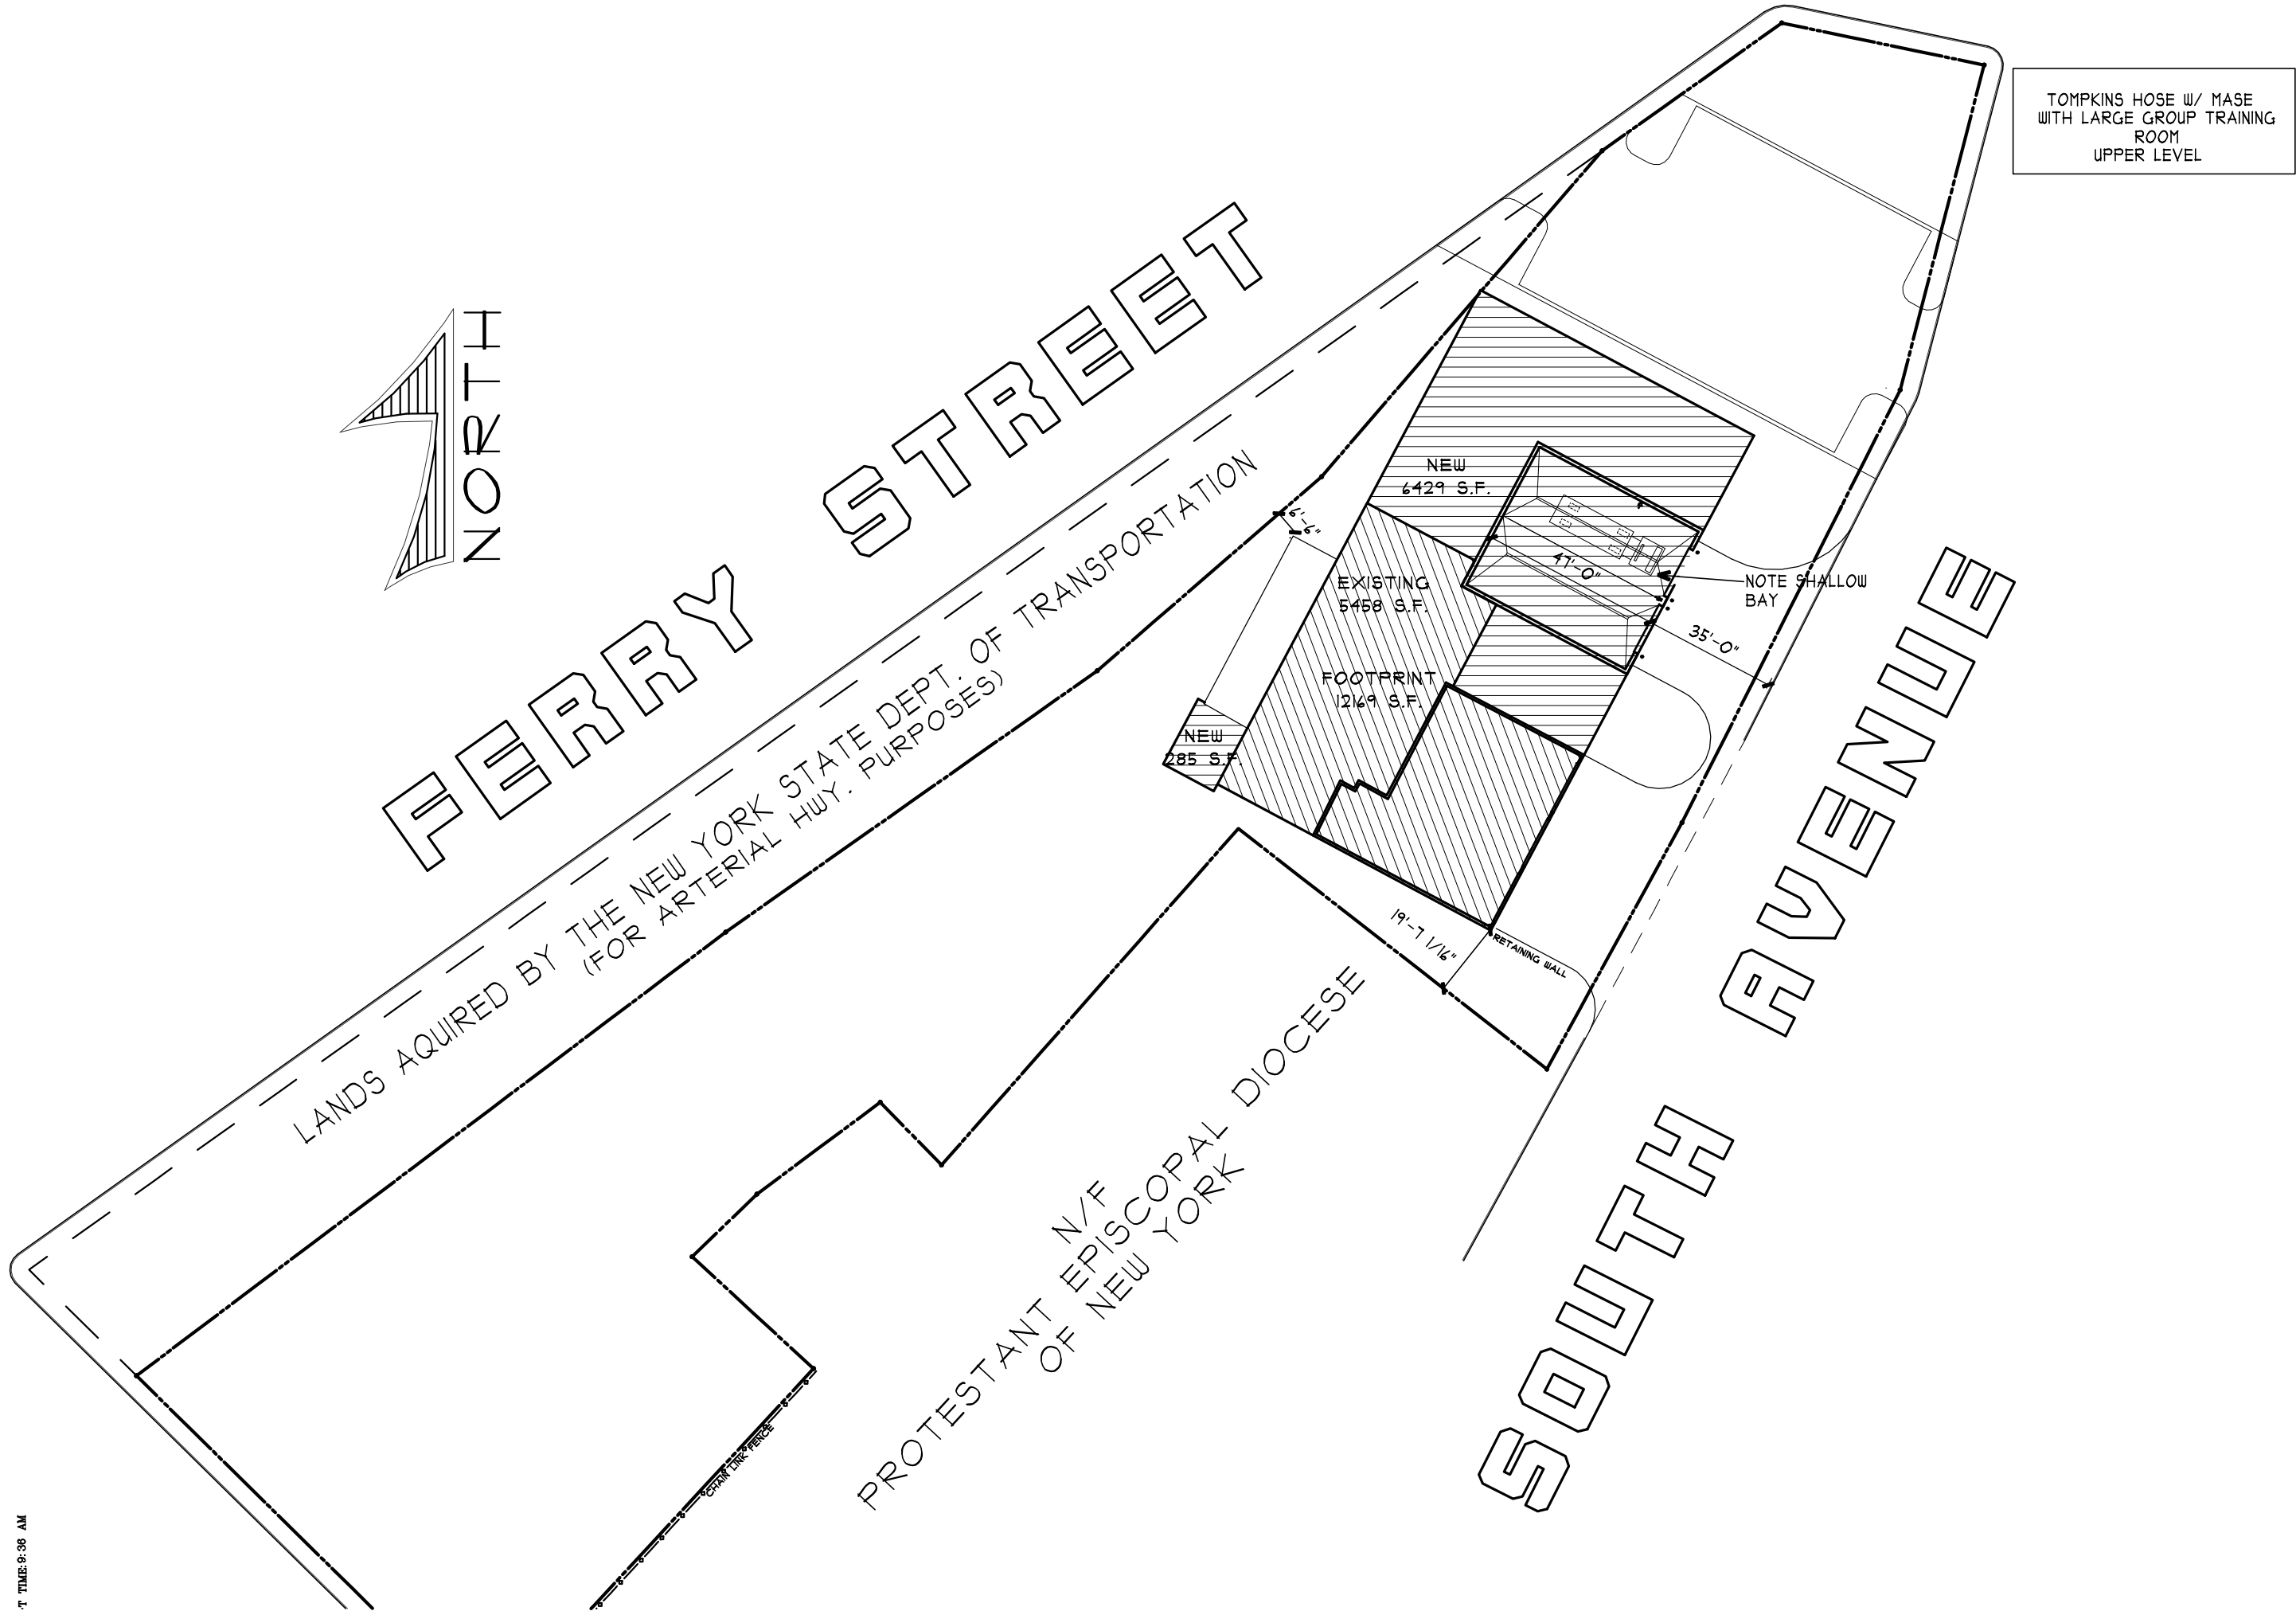 TOMPKINS HOSE W/ MASE
WITH LARGE GROUP TRAINING
ROOM
UPPER LEVEL
NORTH
FERRY STREET
LANDS AQUIRED BY THE NEW YORK STATE DEPT. OF TRANSPORTATION
(FOR ARTERIAL HWY. PURPOSES)
NEW
6429 S.F.
6'-6"
47'-0"
EXISTING
5458 S.F.
NOTE SHALLOW
BAY
35'-0"
FOOTPRINT
12169 S.F.
NEW
285 S.F.
19'-7 1/16"
RETAINING WALL
SOUTH AVENUE
N/F
PROTESTANT EPISCOPAL DIOCESE
OF NEW YORK
CHAIN LINK FENCE
TIME:9:36 AM